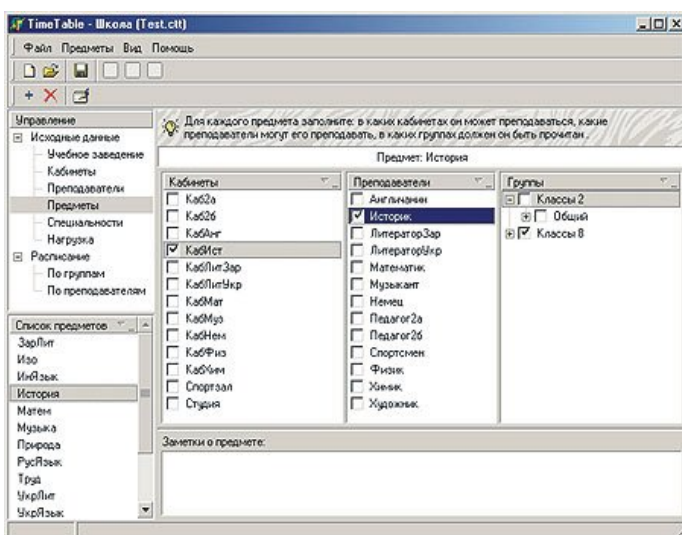 TimeTable - Школа (Test.ctt)
Файл Предметы Вид Помощь
Управление
Исходные данные
Учебное заведение
Кабинеты
Преподаватели
Предметы
Специальности
Нагрузка
Расписание
По группам
По преподавателям
Список предметов
ЗарЛит
Изо
ИнЯзык
История
Матем
Музыка
Природа
РусЯзык
Труд
УкрЛит
УкрЯзык
Для каждого предмета заполните: в каких кабинетах он может преподаваться, какие
преподаватели могут его преподавать, в каких группах должен он быть прочитан.
Предмет: История
Кабинеты
Каб2а
Каб2б
КабАнг
КабИст
КабЛитЗар
КабЛитУкр
КабМат
КабМуз
КабНем
КабФиз
КабХим
Спортзал
Студия
Преподаватели
Англичанин
Историк
ЛитераторЗар
ЛитераторУкр
Математик
Музыкант
Немец
Педагог2а
Педагог2б
Спортсмен
Физик
Химик
Художник
Группы
Классы 2
Общий
Классы 8
Заметки о предмете: